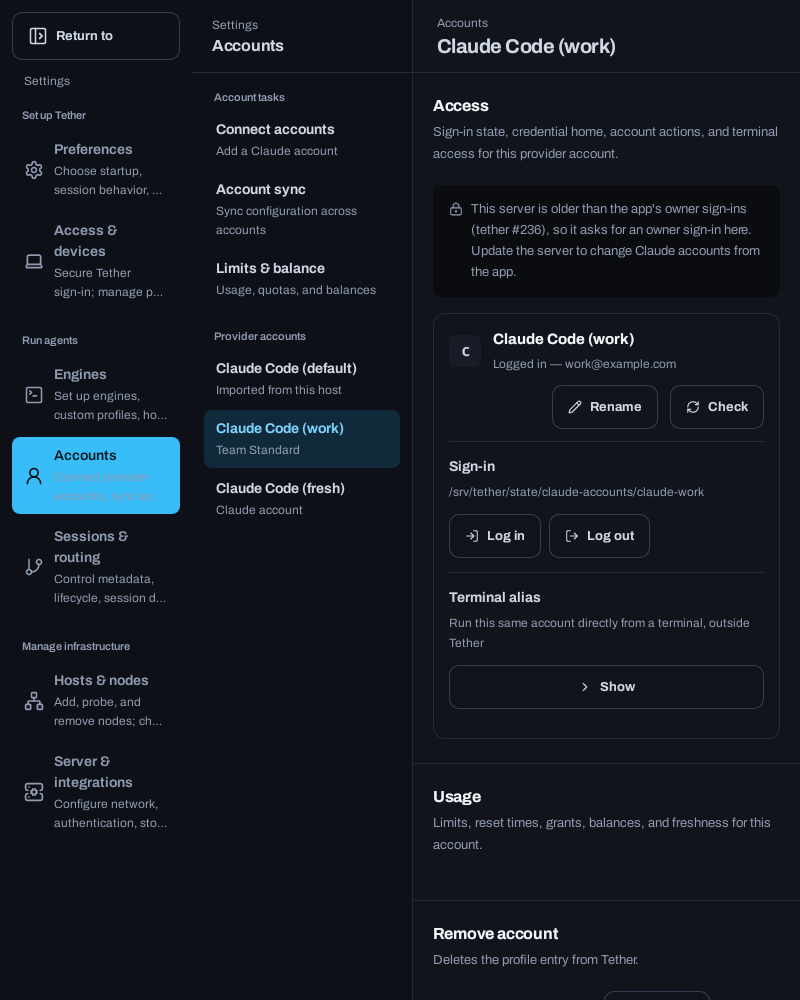 Return to
Settings
Set up Tether
Preferences
Choose startup,
session behavior, ...
Access &
devices
Secure Tether
sign-in; manage p...
Run agents
Engines
Set up engines,
custom profiles, ho...
Accounts
Connect provider
Sessions &
routing
Control metadata,
lifecycle, session d...
Manage infrastructure
Hosts & nodes
Add, probe, and
remove nodes; ch...
Server &
integrations
Configure network,
authentication, sto...
Settings
Accounts
Account tasks
Connect accounts
Add a Claude account
Account sync
Sync configuration across
accounts
Limits & balance
Usage, quotas, and balances
Provider accounts
Claude Code (default)
Imported from this host
Claude Code (work)
Team Standard
Claude Code (fresh)
Claude account
Accounts
Claude Code (work)
Access
Sign-in state, credential home, account actions, and terminal
access for this provider account.
This server is older than the app's owner sign-ins
(tether #236), so it asks for an owner sign-in here.
Update the server to change Claude accounts from
the app.
C
Claude Code (work)
Logged in — work@example.com
Rename
Check
Sign-in
/srv/tether/state/claude-accounts/claude-work
Log in
Log out
Terminal alias
Run this same account directly from a terminal, outside
Tether
Show
Usage
Limits, reset times, grants, balances, and freshness for this
account.
Remove account
Deletes the profile entry from Tether.